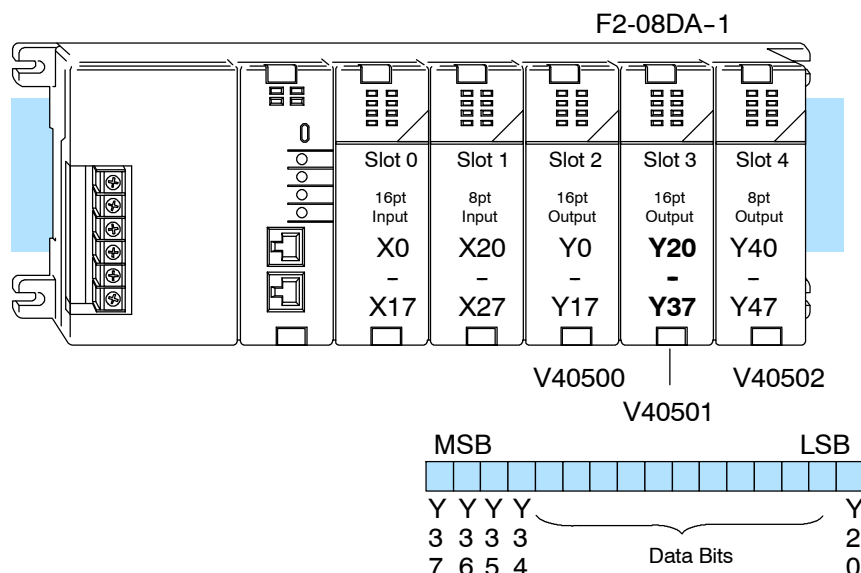 F2-08DA-1
Slot 0 Slot 1 Slot 2 Slot 3 Slot 4
16pt 8pt 16pt 16pt 8pt
Input Input Output Output Output
X0 X20 Y0 Y20 Y40
- - - - -
X17 X27 Y17 Y37 Y47
V40500 V40502
V40501
MSB LSB
Y Y Y Y Y
3 3 3 3 2
7 6 5 4 0
Data Bits